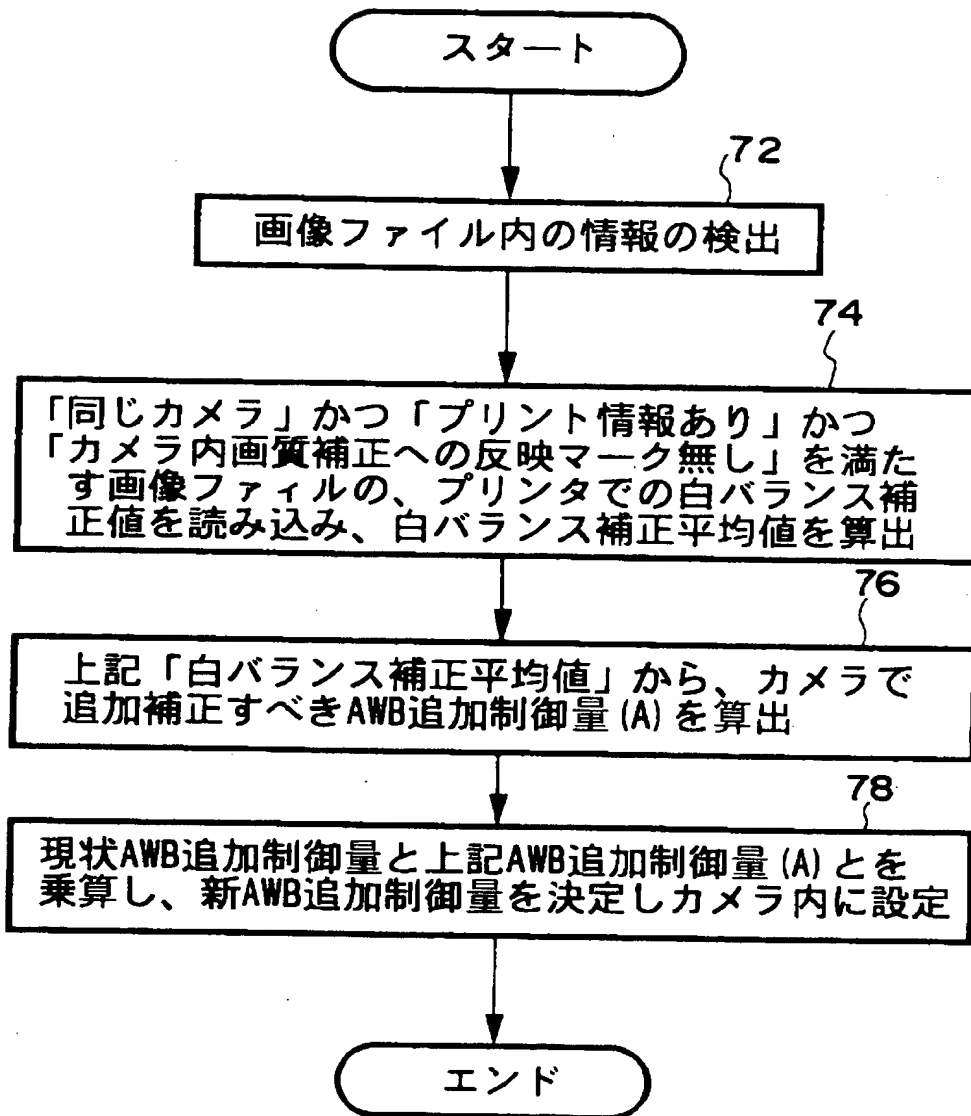 スタート
72
画像ファイル内の情報の検出
74
「同じカメラ」かつ「プリント情報あり」かつ
「カメラ内画質補正への反映マーク無し」を満た
す画像ファィルの、プリンタでの白バランス補
正値を読み込み、白バランス補正平均値を算出
76
上記「白バランス補正平均値」から、カメラで
追加補正すべきAWB追加制御量(A)を算出
78
現状AWB追加制御量と上記AWB追加制御量(A)とを
乗算し、新AWB追加制御量を決定しカメラ内に設定
エンド